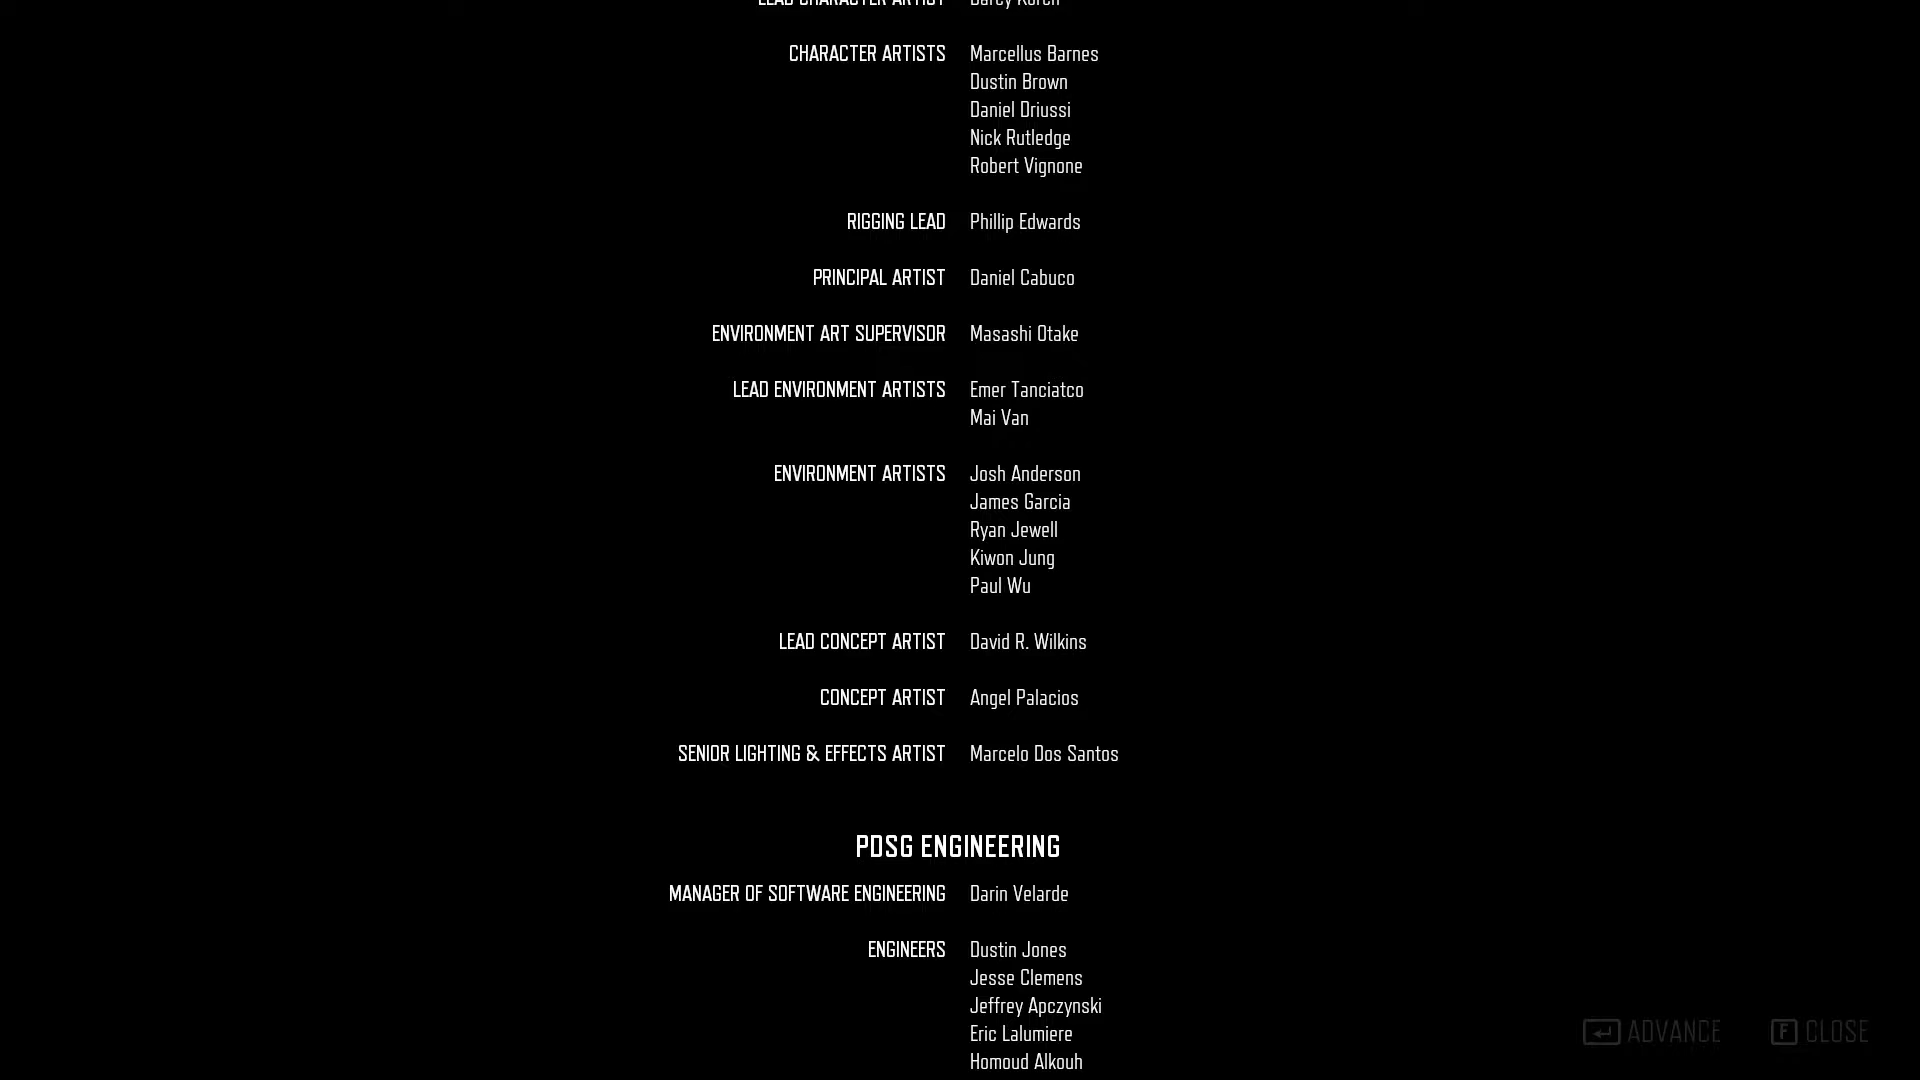 CHARACTER ARTISTS Marcellus Barnes
Dustin Brown
Daniel Driussi
Nick Rutledge
Robert Vignone
RIGGING LEAD Phillip Edwards
PRINCIPAL ARTIST Daniel Cabuco
ENVIRONMENT ART SUPERVISOR Masashi Otake
LEAD ENVIRONMENT ARTISTS Emer Tanciatco
Mai Van
ENVIRONMENT ARTISTS Josh Anderson
James Garcia
Ryan Jewell
Kiwon Jung
Paul Wu
LEAD CONCEPT ARTIST David R. Wilkins
CONCEPT ARTIST Angel Palacios
SENIOR LIGHTING & EFFECTS ARTIST Marcelo Dos Santos
PDSG ENGINEERING
MANAGER OF SOFTWARE ENGINEERING Darin Velarde
ENGINEERS Dustin Jones
Jesse Clemens
Jeffrey Apczynski
Eric Lalumiere
Homoud Alkouh
ADVANCE F CLOSE